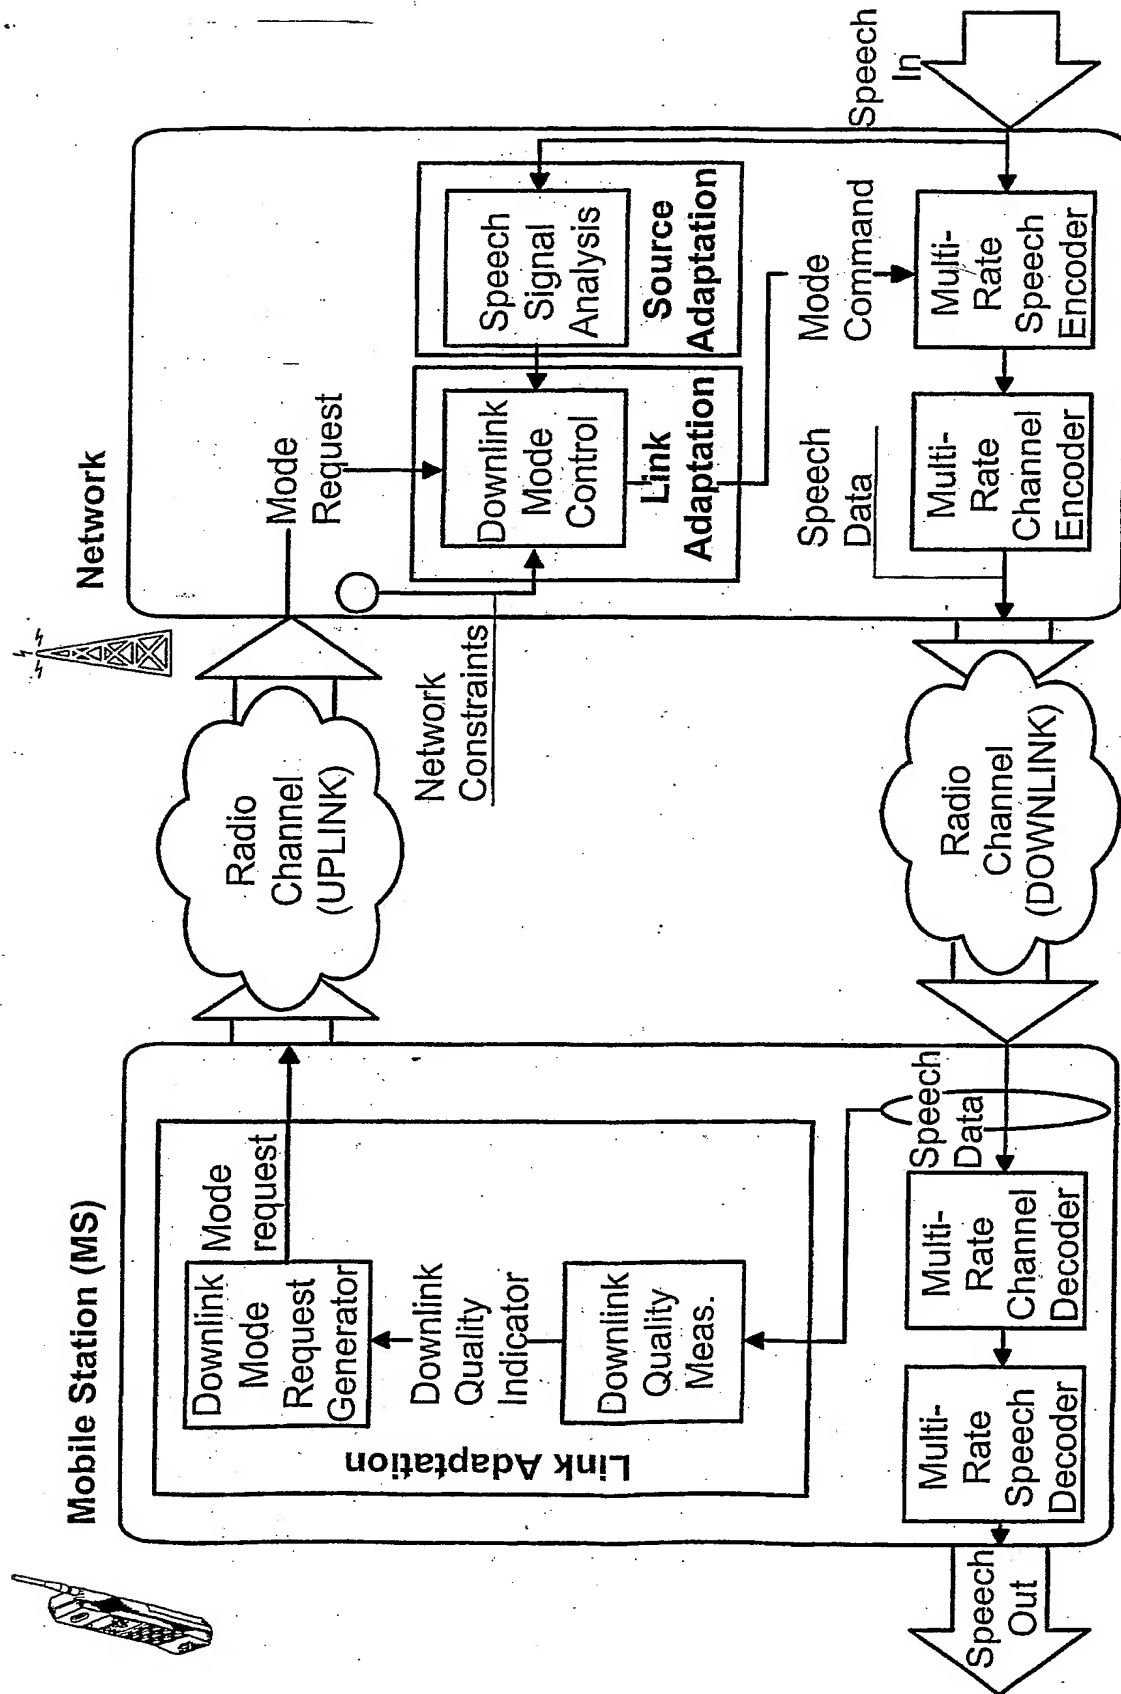 Mobile Station (MS)
Network
Link Adaptation
Downlink
Mode
Request
Generator
Mode
request
Downlink
Quality
Indicator
Downlink
Quality
Meas.
Radio
Channel
(UPLINK)
Mode
Request
Network
Constraints
Downlink
Mode
Control
Link
Adaptation
Speech
Signal
Analysis
Source
Adaptation
Mode
Command
Speech
In
Multi-
Rate
Speech
Encoder
Multi-
Rate
Channel
Encoder
Speech
Data
Radio
Channel
(DOWNLINK)
Speech
Data
Multi-
Rate
Channel
Decoder
Multi-
Rate
Speech
Decoder
Speech
Out